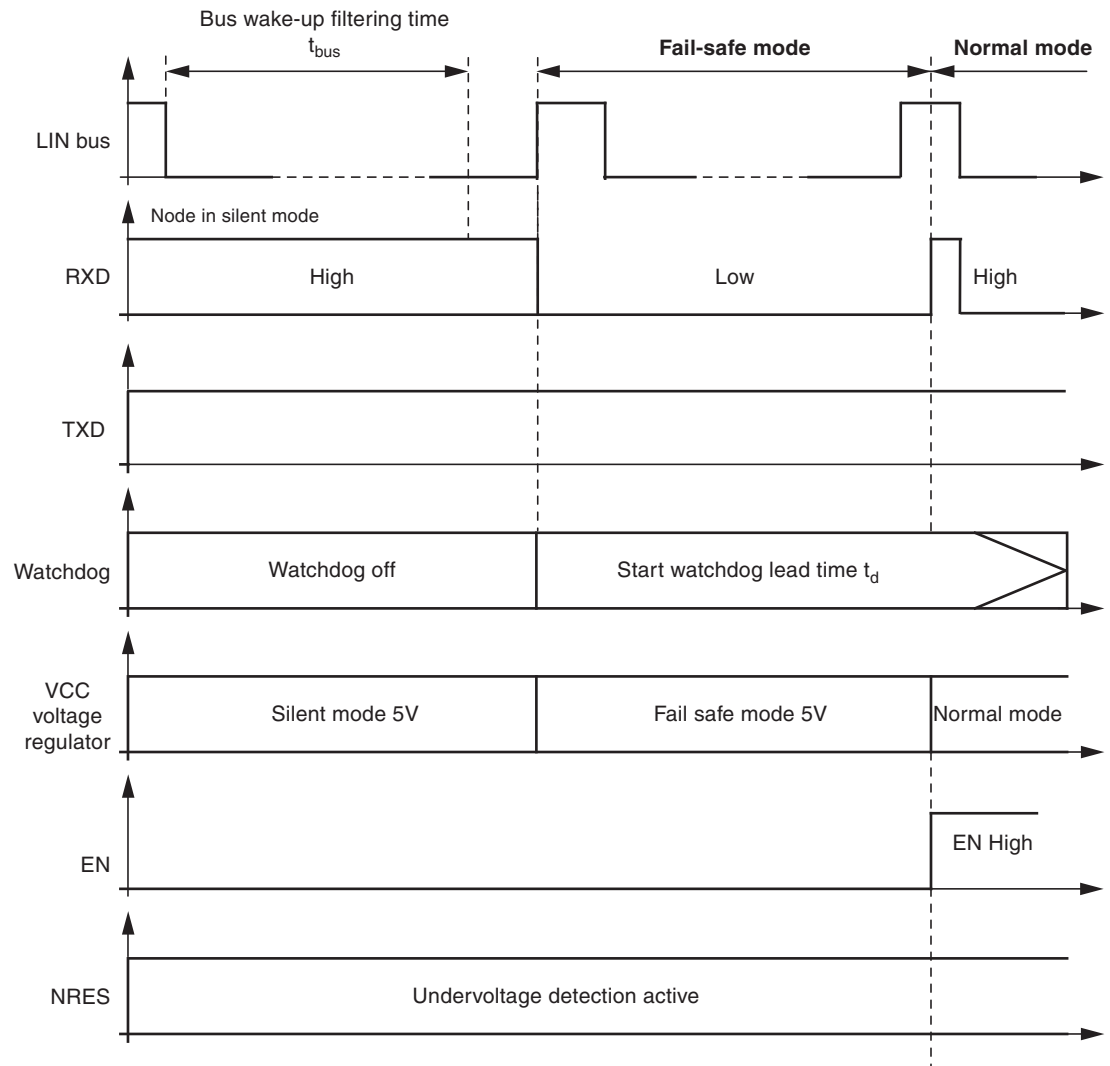 Bus wake-up filtering time
tbus
Fail-safe mode
Normal mode
LIN bus
Node in silent mode
RXD
High
Low
High
TXD
Watchdog
Watchdog off
Start watchdog lead time td
VCC
voltage
regulator
Silent mode 5V
Fail safe mode 5V
Normal mode
EN
EN High
NRES
Undervoltage detection active